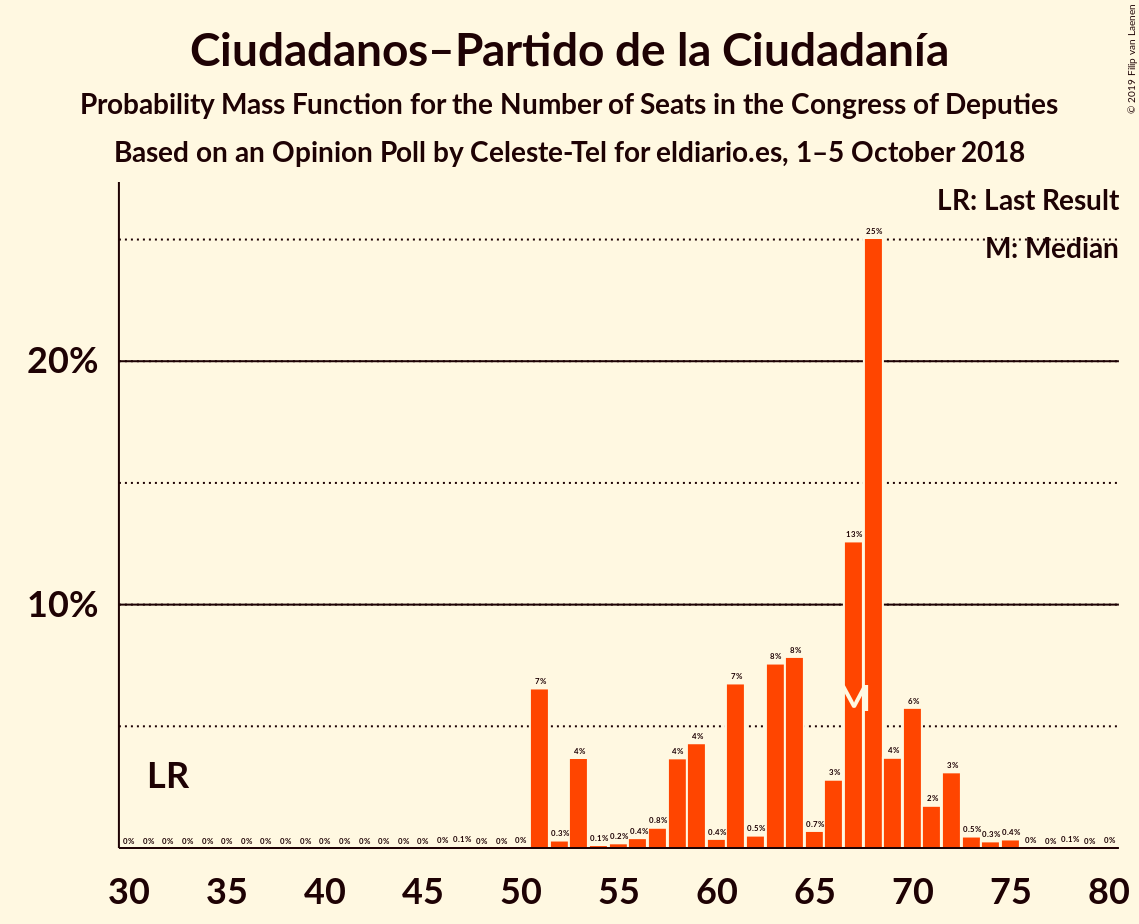 Ciudadanos–Partido de la Ciudadanía
Probability Mass Function for the Number of Seats in the Congress of Deputies
Based on an Opinion Poll by Celeste-Tel for eldiario.es, 1–5 October 2018
© 2019 Filip van Laenen
LR: Last Result
M: Median
25%
20%
13%
10%
8% 8%
7% 7%
M
6%
4% 4% 4% 4%
3% 3%
LR
2%
0% 0% 0% 0% 0% 0% 0% 0% 0% 0% 0% 0% 0% 0% 0% 0% 0% 0.1% 0% 0% 0% 0.3% 0.1% 0.2% 0.4% 0.8% 0.4% 0.5% 0.7% 0.5% 0.3% 0.4% 0% 0% 0.1% 0% 0%
30 35 40 45 50 55 60 65 70 75 80